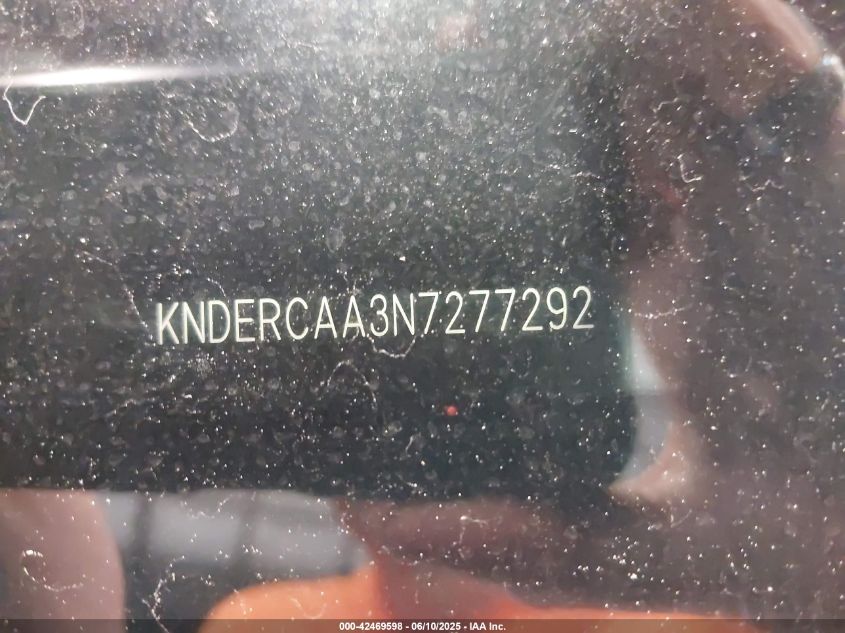 KNDERCAA3N7277292
000-42469598 - 06/10/2025 - IAA Inc.